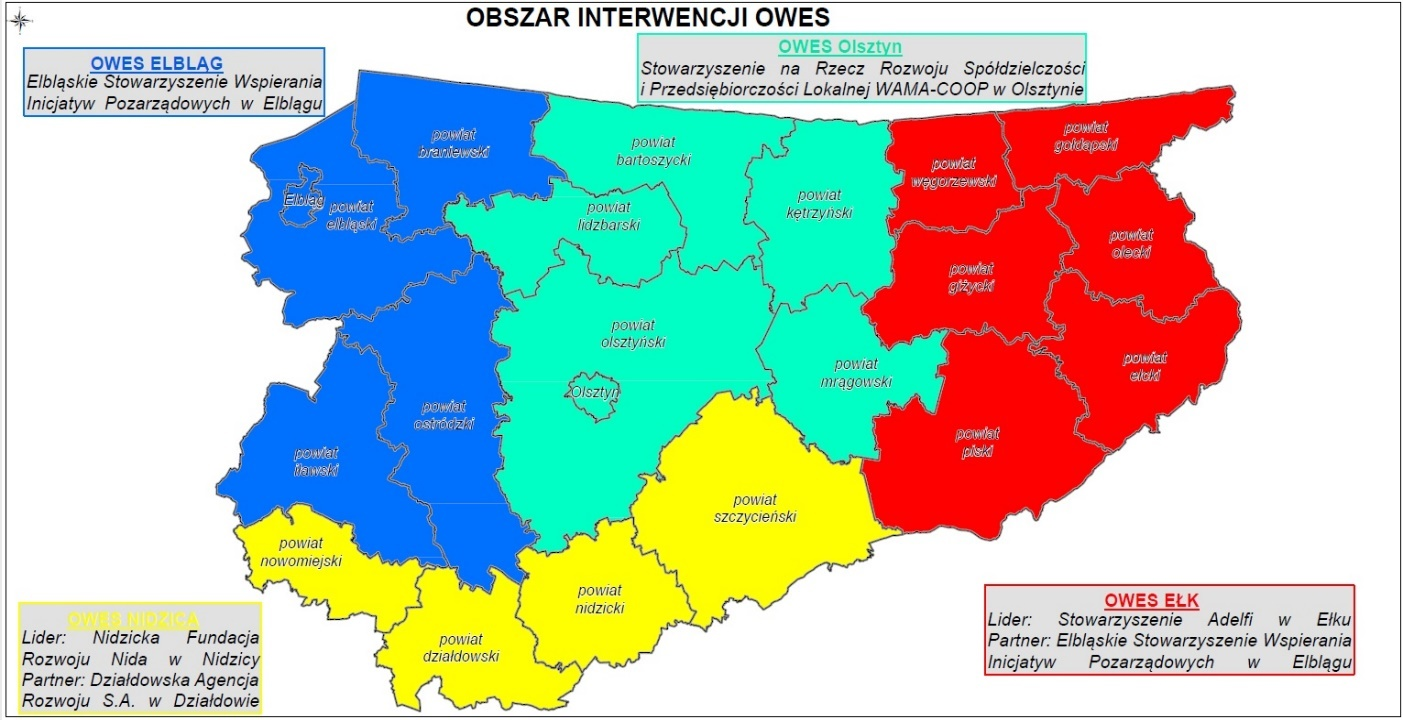 OBSZAR INTERWENCJI OWES
OWES ELBLĄG
Elbląskie Stowarzyszenie Wspierania
Inicjatyw Pozarządowych w Elblągu
OWES Olsztyn
Stowarzyszenie na Rzecz Rozwoju Spółdzielczości
i Przedsiębiorczości Lokalnej WAMA-COOP w Olsztynie
powiat
braniewski
powiat
bartoszycki
powiat
gołdapski
powiat
węgorzewski
Elbląg
powiat
elbląski
powiat
lidzbarski
powiat
kętrzyński
powiat
olecki
powiat
giżycki
powiat
olsztyński
powiat
mrągowski
powiat
ełcki
Olsztyn
powiat
ostródzki
powiat
iławski
powiat
piski
powiat
szczycieński
powiat
nowomiejski
powiat
nidzicki
powiat
działdowski
OWES NIDZICA
Lider: Nidzicka Fundacja
Rozwoju Nida w Nidzicy
Partner: Działdowska Agencja
Rozwoju S.A. w Działdowie
OWES EŁK
Lider: Stowarzyszenie Adelfi w Ełku
Partner: Elbląskie Stowarzyszenie Wspierania
Inicjatyw Pozarządowych w Elblągu